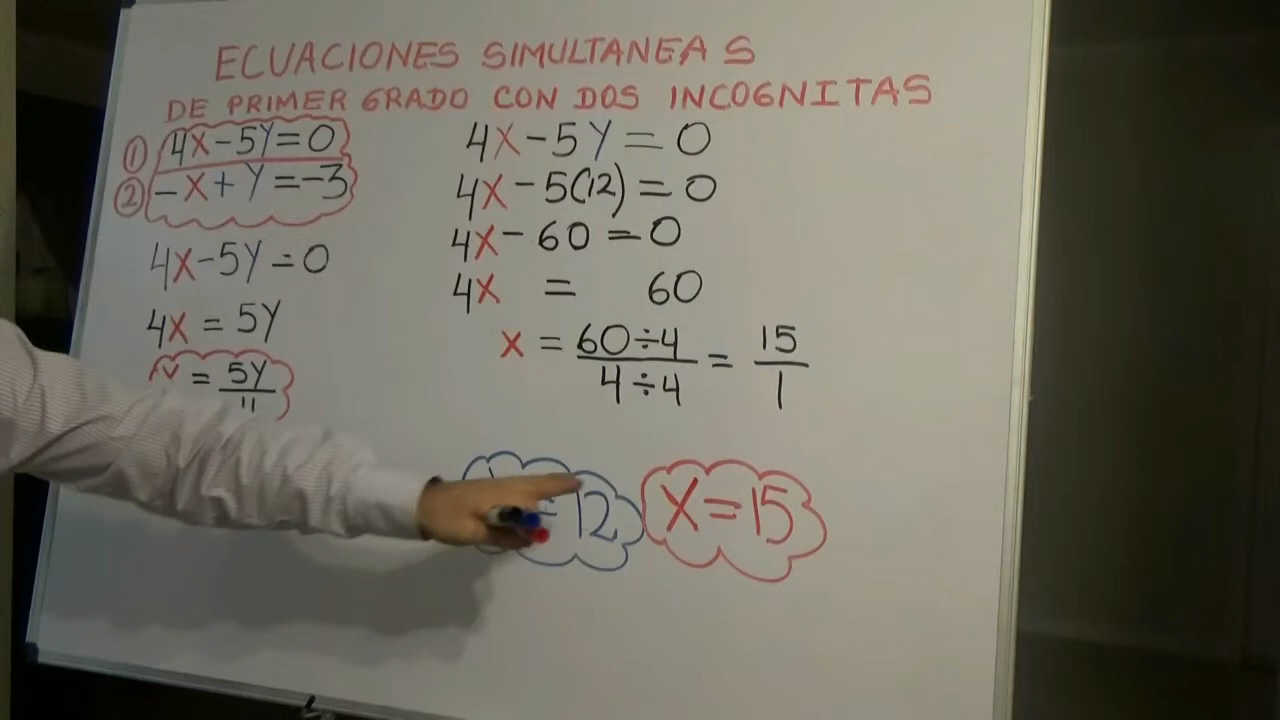 ECUACIONES SIMULTANEAS
DE PRIMER GRADO CON DOS INCOGNITAS
① 4X-5Y=0
② -X+Y=-3
4X-5Y=0
4X = 5Y
= 5Y
4X-5Y=0
4X-5(12)=0
4X-60=0
4X = 60
X = 60÷4 / 4÷4 = 15 / 1
= 12
X=15